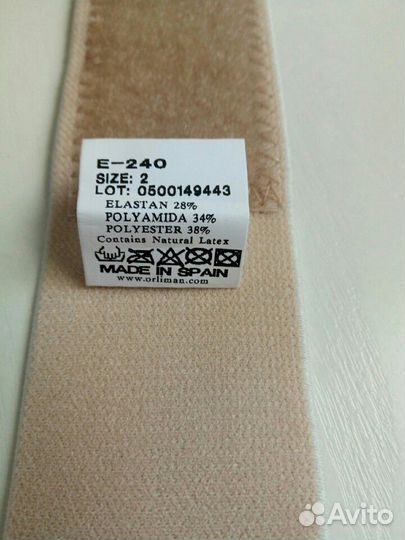 E-240
SIZE: 2
LOT: 0500149443
ELASTAN 28%
POLYAMIDA 34%
POLYESTER 38%
Contains Natural Latex
MADE IN SPAIN
www.orliman.com
Avito